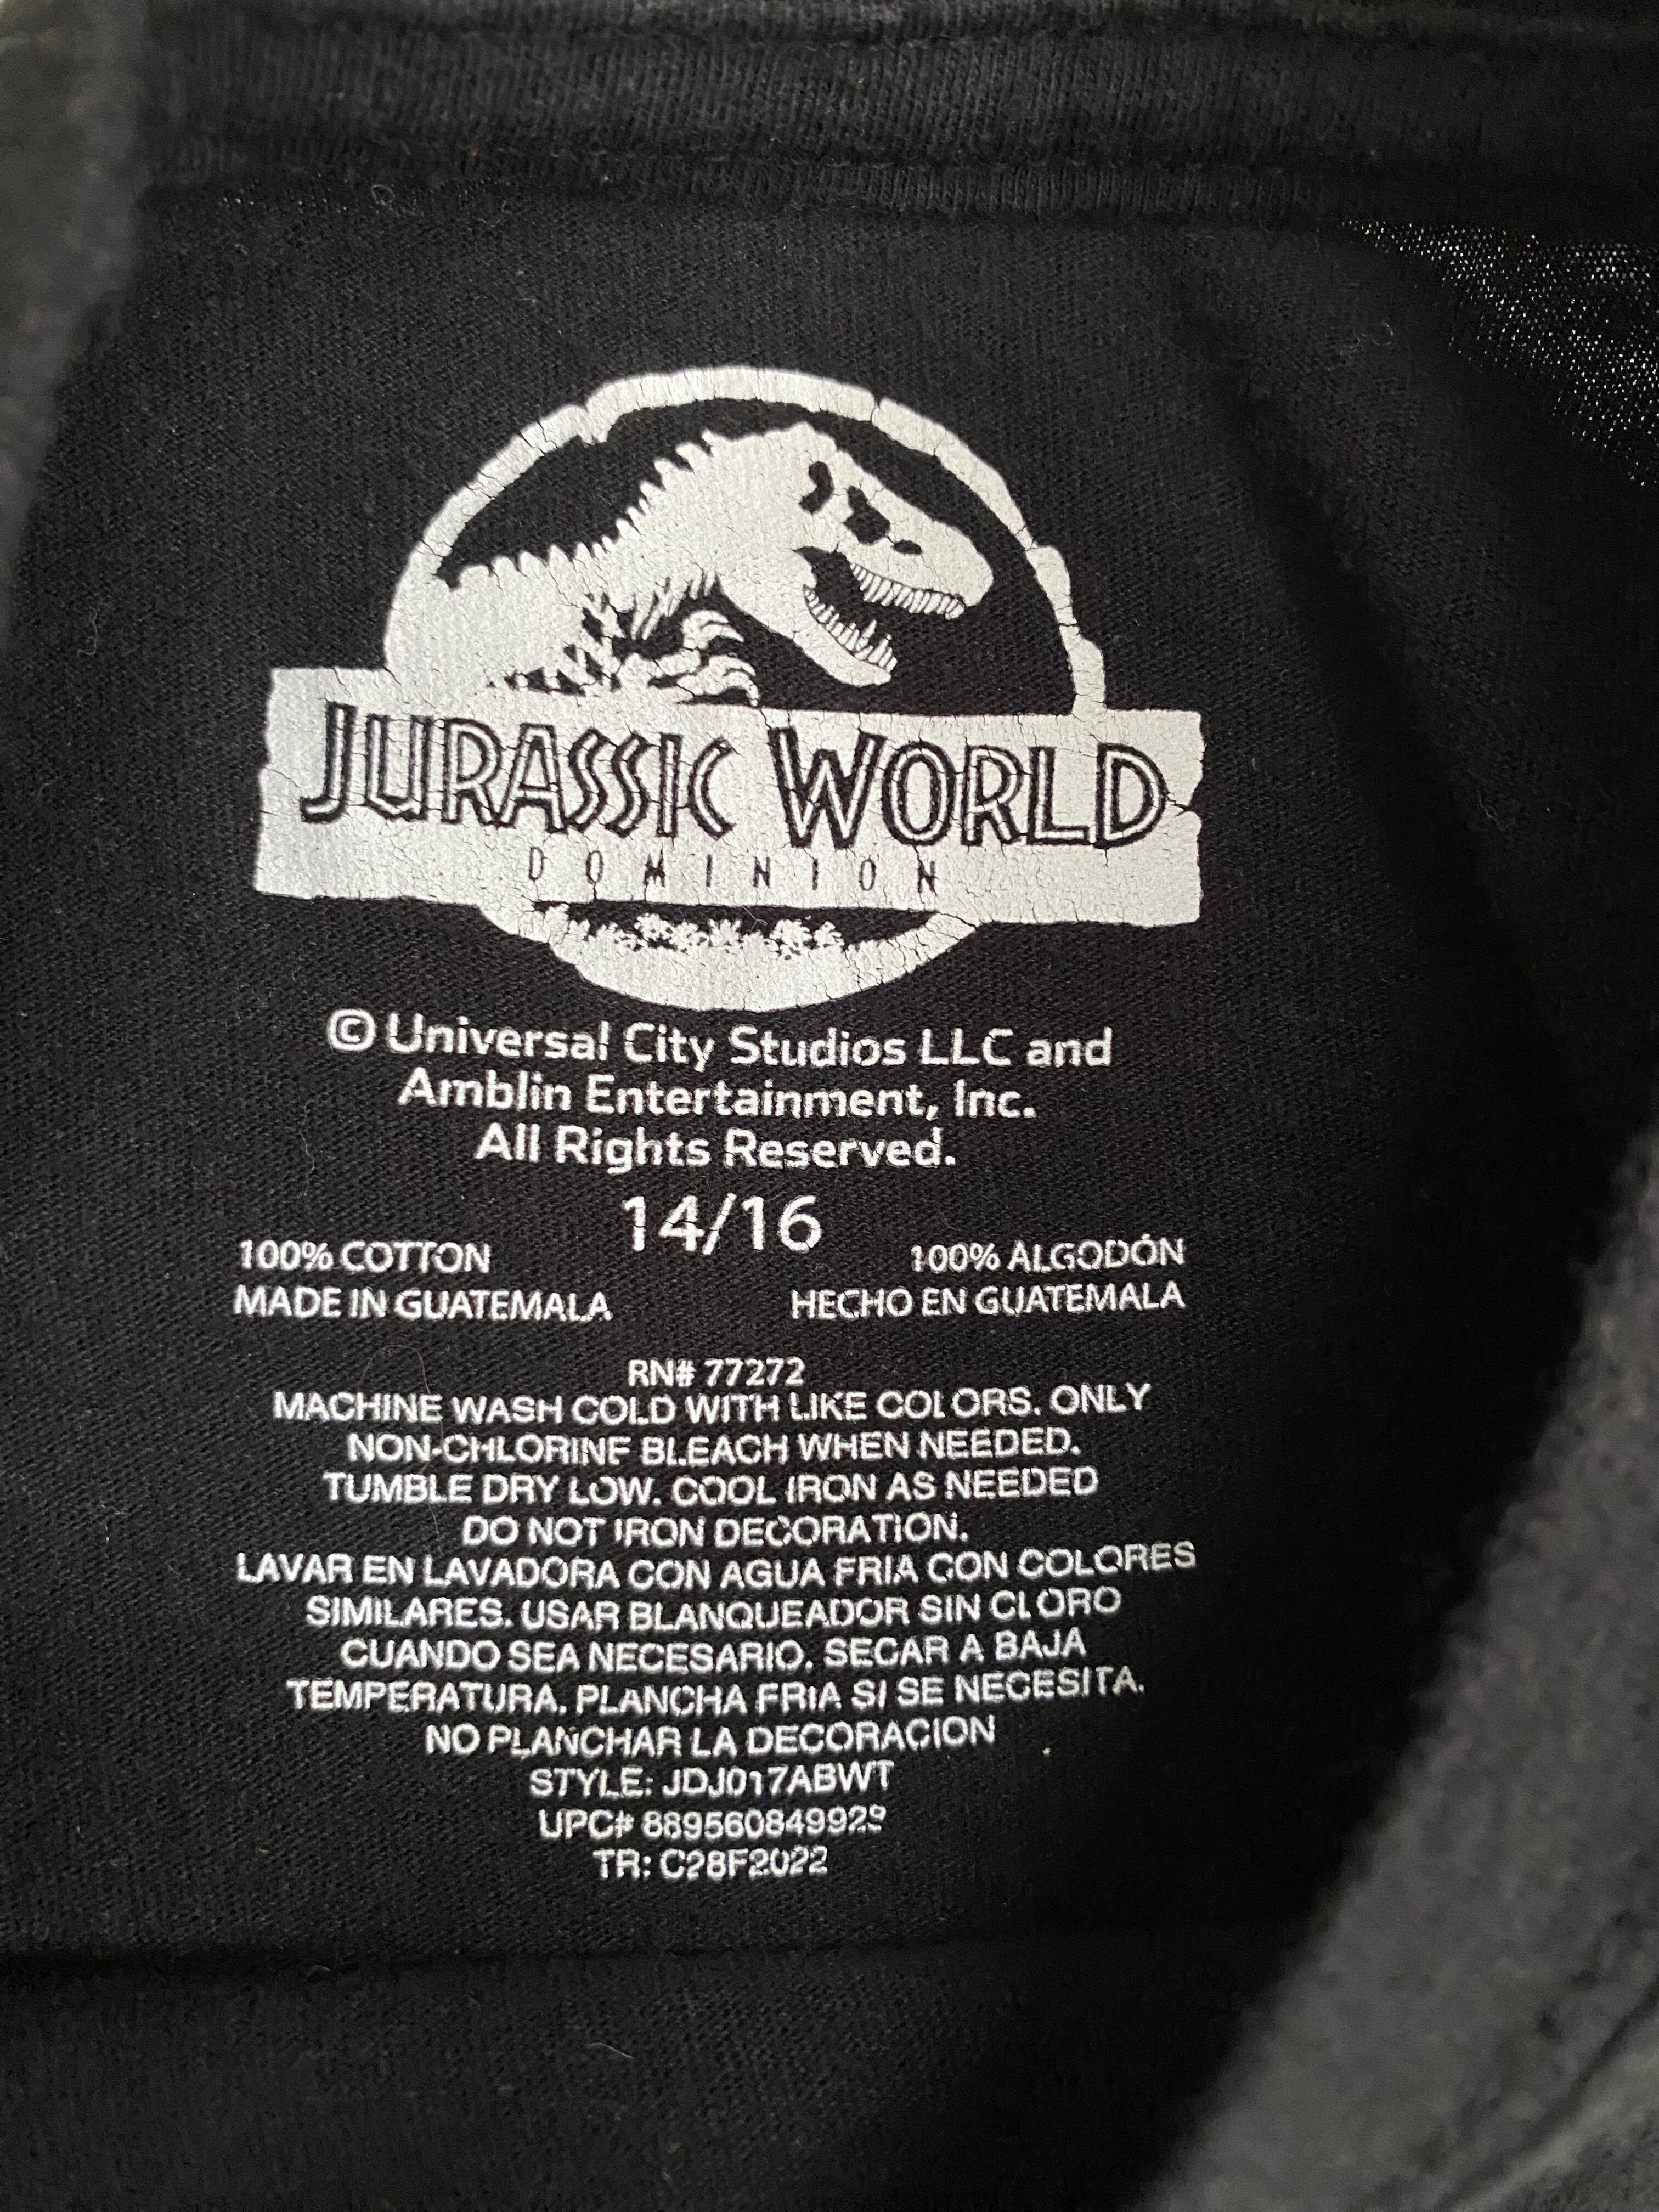 JURASSIC WORLD
DOMINION
© Universal City Studios LLC and
Amblin Entertainment, Inc.
All Rights Reserved.
14/16
100% COTTON 100% ALGODÓN
MADE IN GUATEMALA HECHO EN GUATEMALA
RN# 77272
MACHINE WASH COLD WITH LIKE COLORS. ONLY
NON-CHLORINE BLEACH WHEN NEEDED.
TUMBLE DRY LOW. COOL IRON AS NEEDED
DO NOT IRON DECORATION.
LAVAR EN LAVADORA CON AGUA FRIA CON COLORES
SIMILARES. USAR BLANQUEADOR SIN CLORO
CUANDO SEA NECESARIO. SECAR A BAJA
TEMPERATURA. PLANCHA FRIA SI SE NECESITA.
NO PLANCHAR LA DECORACION
STYLE: JDJ017ABWT
UPC# 889560849929
TR: C28F2022